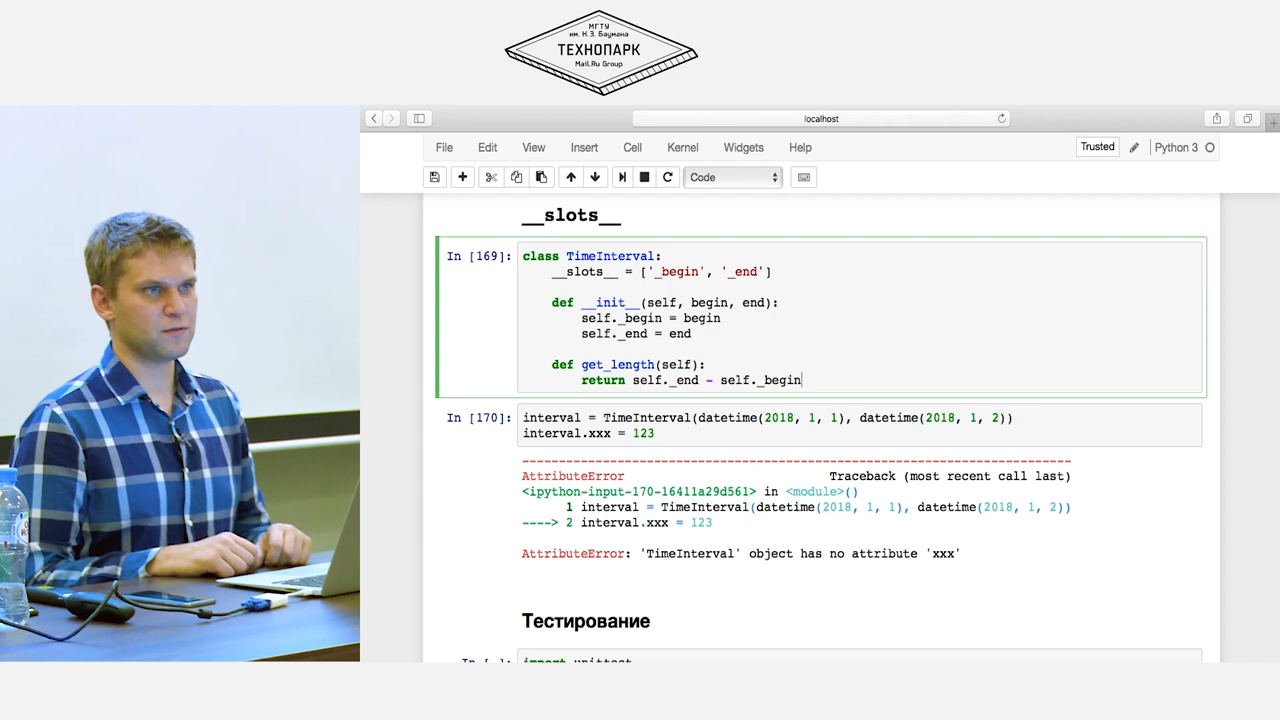 МГТУ
им. Н.Э. Баумана
ТЕХНОПАРК
Mail.Ru Group
localhost
File Edit View Insert Cell Kernel Widgets Help
Trusted
Python 3
Code
__slots__
In [169]:
class TimeInterval:
__slots__ = ['_begin', '_end']
def __init__(self, begin, end):
self._begin = begin
self._end = end
def get_length(self):
return self._end - self._begin
In [170]:
interval = TimeInterval(datetime(2018, 1, 1), datetime(2018, 1, 2))
interval.xxx = 123
---------------------------------------------------------------------------
AttributeError Traceback (most recent call last)
<ipython-input-170-16411a29d561> in <module>()
1 interval = TimeInterval(datetime(2018, 1, 1), datetime(2018, 1, 2))
----> 2 interval.xxx = 123
AttributeError: 'TimeInterval' object has no attribute 'xxx'
Тестирование
In [ ]:
import unittest